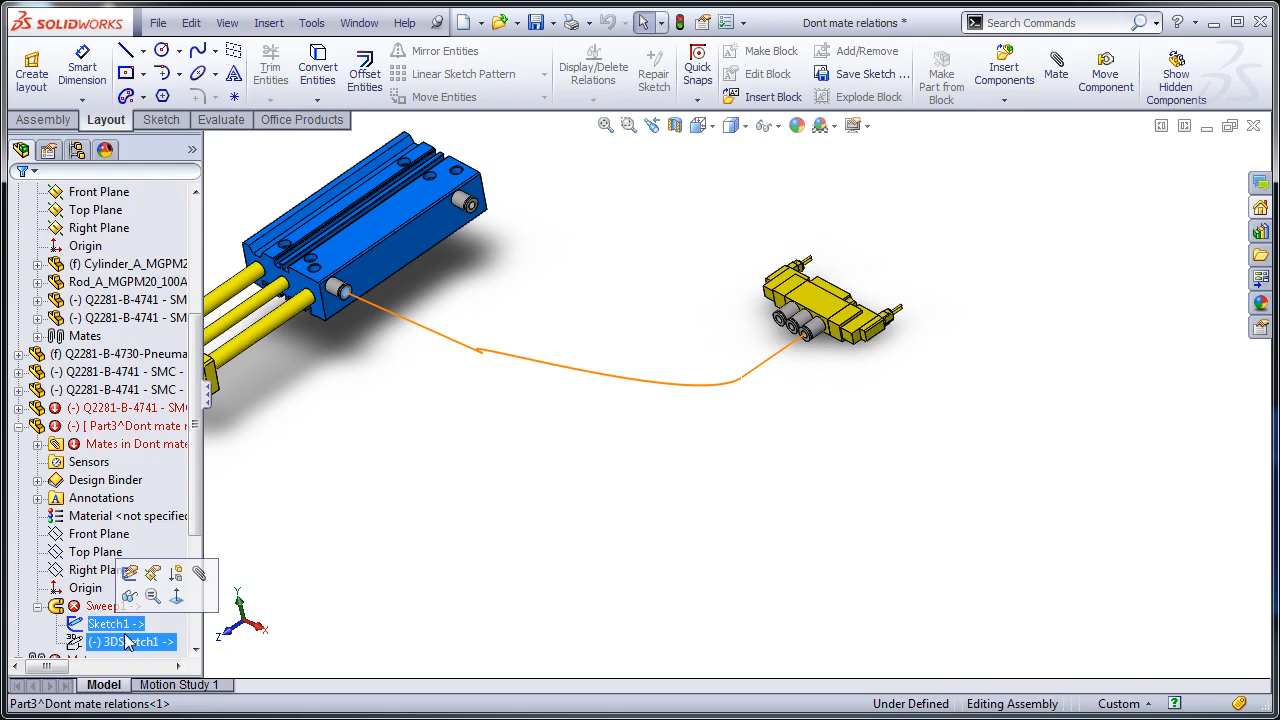 SOLIDWORKS
File
Edit
View
Insert
Tools
Window
Help
Dont mate relations *
Search Commands
Create layout
Smart Dimension
Trim Entities
Convert Entities
Offset Entities
Mirror Entities
Linear Sketch Pattern
Move Entities
Display/Delete Relations
Repair Sketch
Quick Snaps
Make Block
Edit Block
Insert Block
Add/Remove
Save Sketch ...
Explode Block
Make Part from Block
Insert Components
Mate
Move Component
Show Hidden Components
Assembly
Layout
Sketch
Evaluate
Office Products
Front Plane
Top Plane
Right Plane
Origin
(f) Cylinder_A_MGPM2
Rod_A_MGPM20_100A
(-) Q2281-B-4741 - SM
(-) Q2281-B-4741 - SM
Mates
(f) Q2281-B-4730-Pneuma
(-) Q2281-B-4741 - SMC -
(-) Q2281-B-4741 - SMC -
(-) Q2281-B-4741 - SMC
(-) [ Part3^Dont mate r
Mates in Dont mate
Sensors
Design Binder
Annotations
Material <not specified
Front Plane
Top Plane
Right Pla
Origin
Sweep1 ->
Sketch1 ->
(-) 3DSketch1 ->
Y
Z
X
Model
Motion Study 1
Part3^Dont mate relations<1>
Under Defined
Editing Assembly
Custom